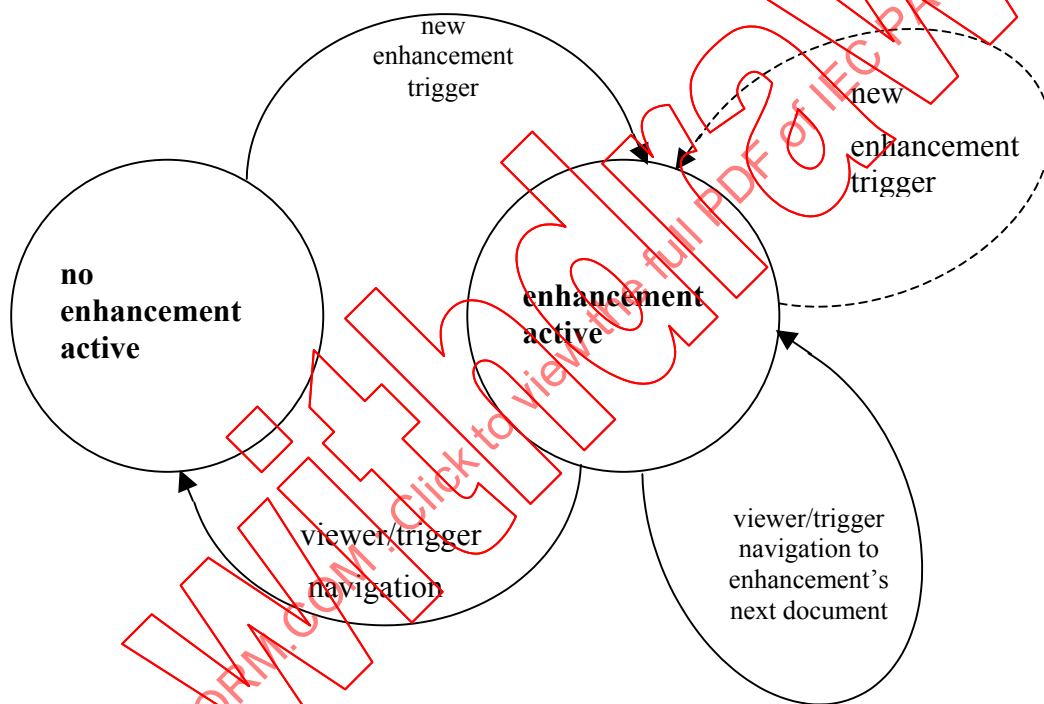 new
enhancement
trigger
new
enhancement
trigger
no
enhancement
active
enhancement
active
viewer/trigger
navigation
viewer/trigger
navigation to
enhancement's
next document
Withdrawn
ORM.COM : Click to view the full PDF of IEC PA